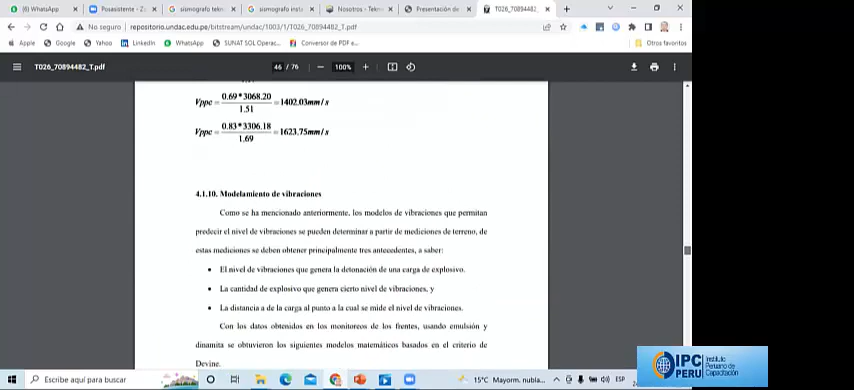 (6) WhatsApp
Posasistente - Z
sismografo tekn
sismografo insta
Nosotros - Tekn
Presentación de
T026_70894482_
No seguro | repositorio.undac.edu.pe/bitstream/undac/1003/1/T026_70894482_T.pdf
Apple Google Yahoo LinkedIn WhatsApp SUNAT SOL Operac... Conversor de PDF e... Otros favoritos
T026_70894482_T.pdf 46 / 76 − 100% +
Vppc = 0.69*3068.20 / 1.51 = 1402.03mm/s
Vppc = 0.83*3306.18 / 1.69 = 1623.75mm/s
4.1.10. Modelamiento de vibraciones
Como se ha mencionado anteriormente, los modelos de vibraciones que permitan
predecir el nivel de vibraciones se pueden determinar a partir de mediciones de terreno, de
estas mediciones se deben obtener principalmente tres antecedentes, a saber:
• El nivel de vibraciones que genera la detonación de una carga de explosivo.
• La cantidad de explosivo que genera cierto nivel de vibraciones, y
• La distancia a de la carga al punto a la cual se mide el nivel de vibraciones.
Con los datos obtenidos en los monitoreos de los frentes, usando emulsión y
dinamita se obtuvieron los siguientes modelos matemáticos basados en el criterio de
Devine.
Escribe aquí para buscar
15°C Mayorm. nubla... ESP
IPC PERÚ
Instituto
Peruano de
Capacitación